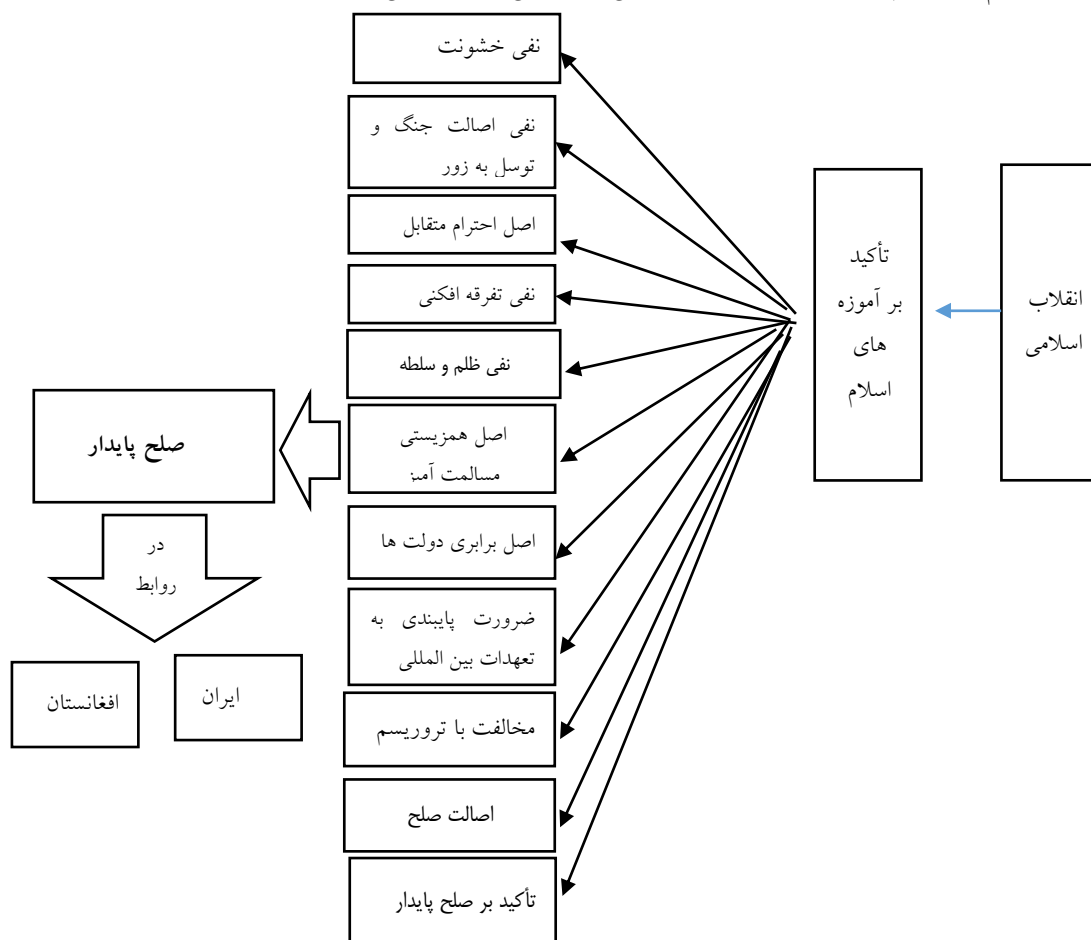 انقلاب
اسلامی
تأکید
بر آموزه
های
اسلام
نفی خشونت
نفی اصالت جنگ و
توسل به زور
اصل احترام متقابل
نفی تفرقه افکنی
نفی ظلم و سلطه
اصل همزیستی
مسالمت آمیز
اصل برابری دولت ها
ضرورت پایبندی به
تعهدات بین المللی
مخالفت با تروریسم
اصالت صلح
تأکید بر صلح پایدار
صلح پایدار
در
روابط
ایران
افغانستان